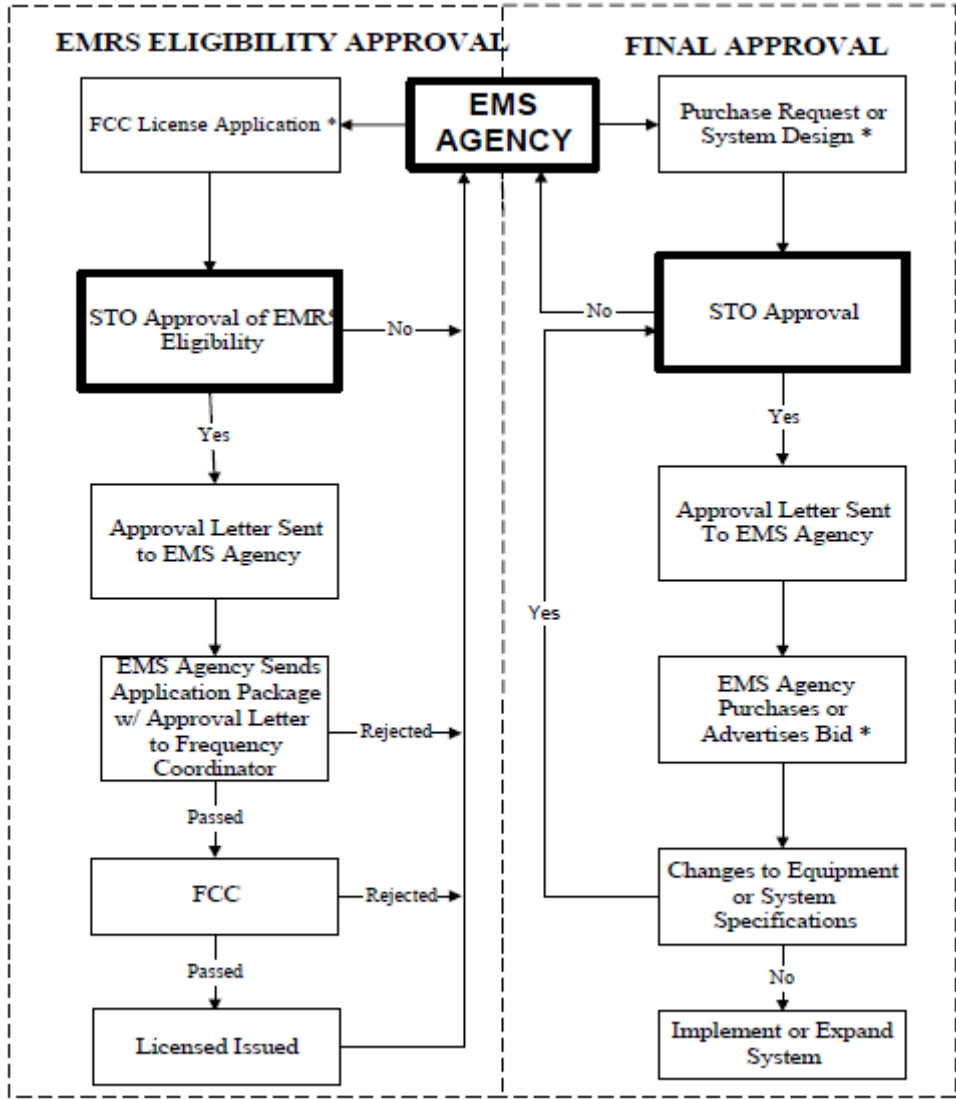 EMRS ELIGIBILITY APPROVAL
FCC License Application *
STO Approval of EMRS
Eligibility
No
Yes
Approval Letter Sent
to EMS Agency
EMS Agency Sends
Application Package
w/ Approval Letter
to Frequency
Coordinator
Rejected
Passed
FCC
Rejected
Passed
Licensed Issued
EMS
AGENCY
FINAL APPROVAL
Purchase Request or
System Design *
STO Approval
No
Yes
Approval Letter Sent
To EMS Agency
EMS Agency
Purchases or
Advertises Bid *
Yes
Changes to Equipment
or System
Specifications
No
Implement or Expand
System